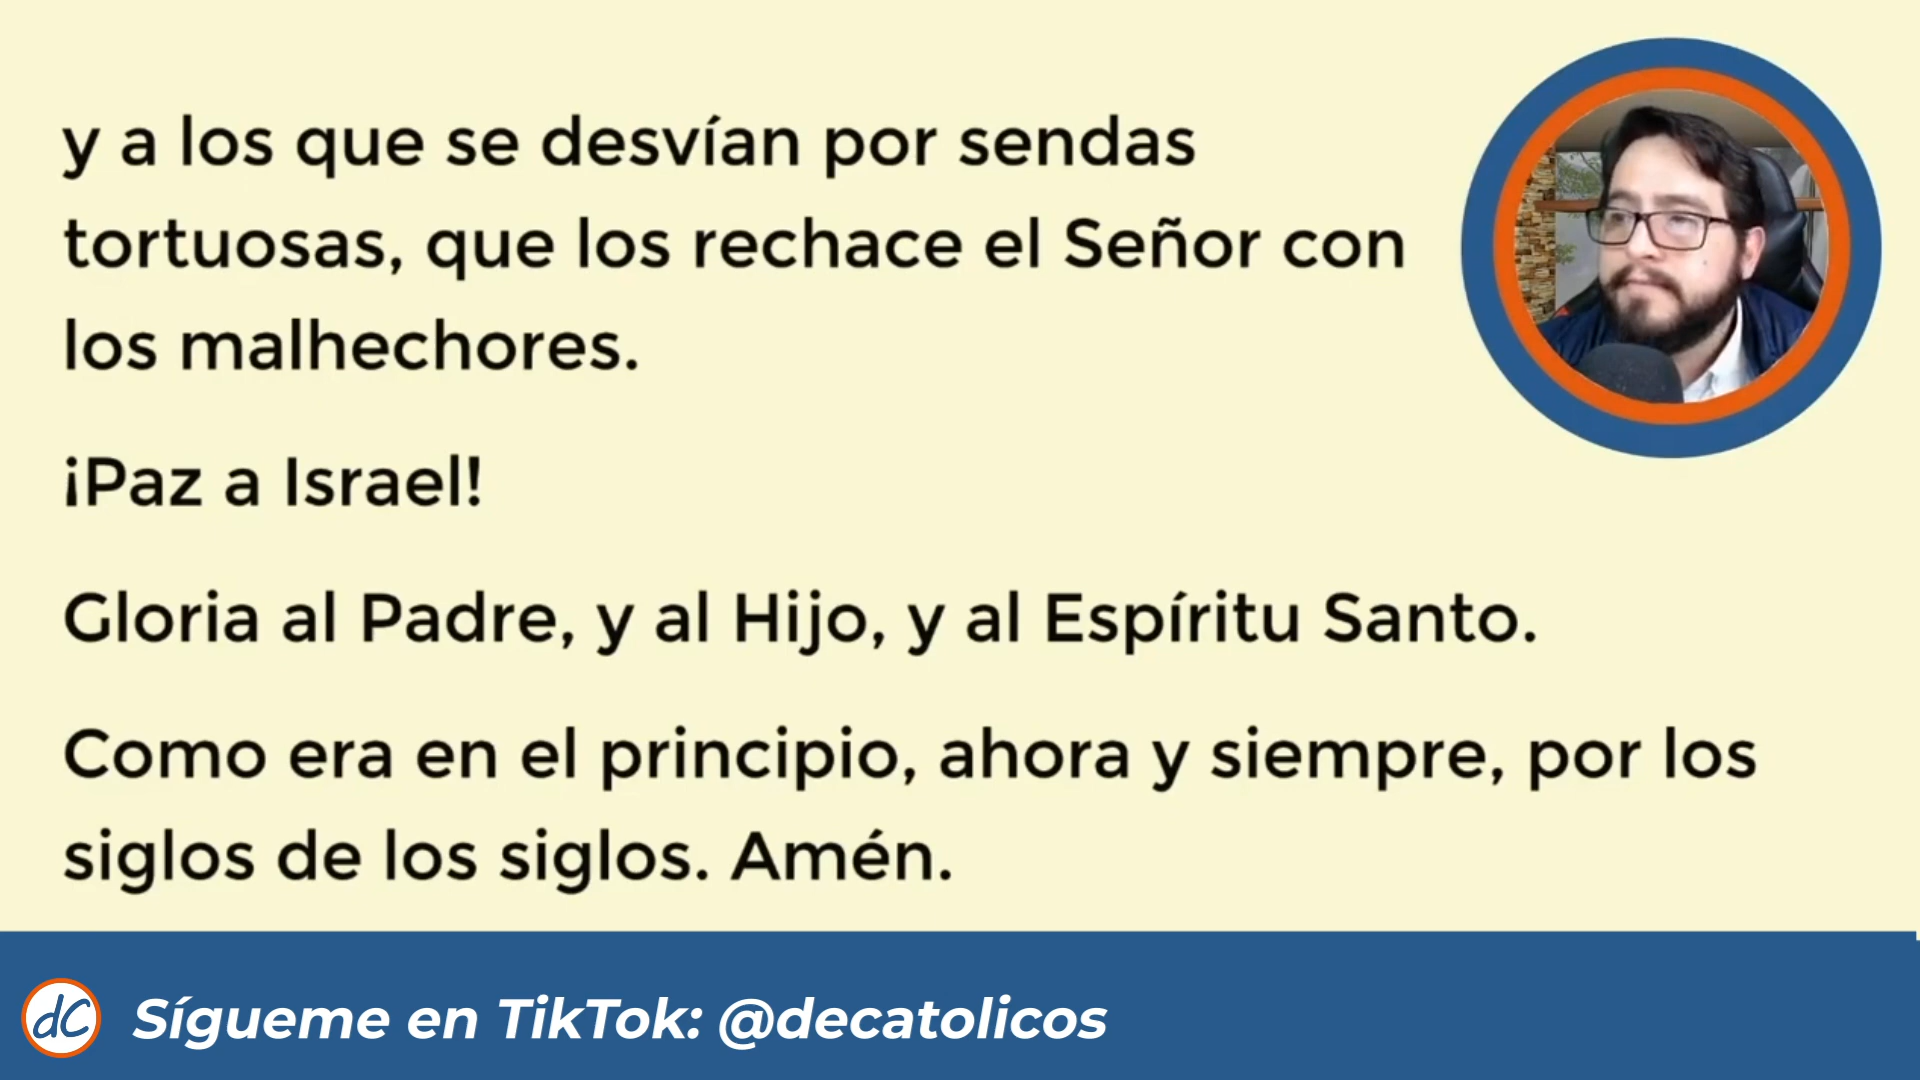 y a los que se desvían por sendas
tortuosas, que los rechace el Señor con
los malhechores.
¡Paz a Israel!
Gloria al Padre, y al Hijo, y al Espíritu Santo.
Como era en el principio, ahora y siempre, por los
siglos de los siglos. Amén.
dC Sígueme en TikTok: @decatolicos